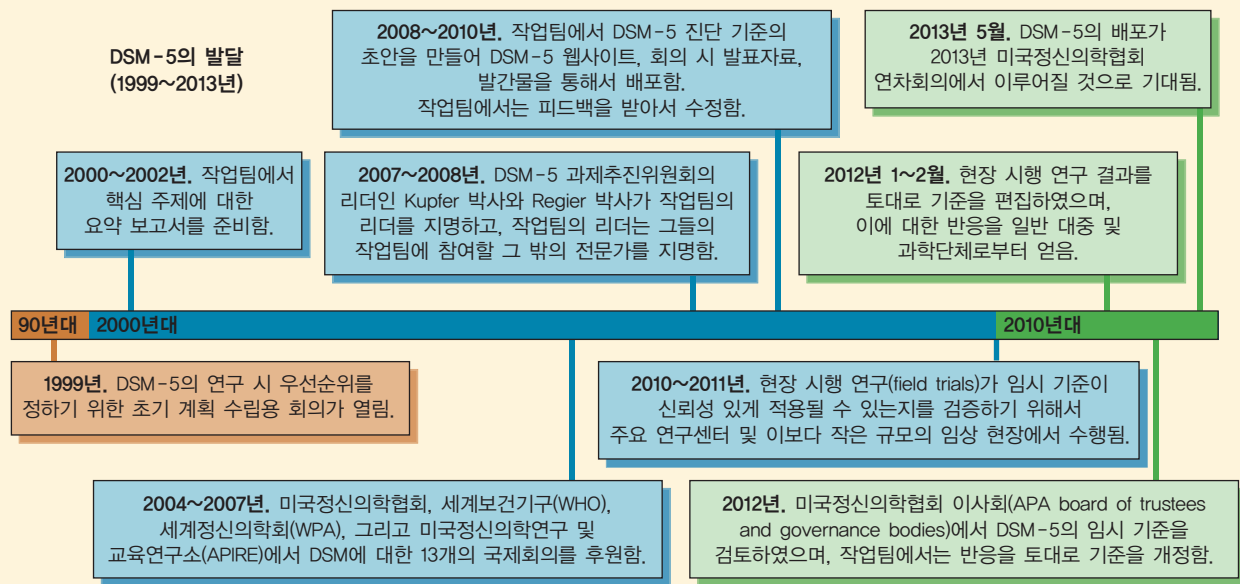 DSM-5의 발달
(1999~2013년)
2008~2010년. 작업팀에서 DSM-5 진단 기준의
초안을 만들어 DSM-5 웹사이트, 회의 시 발표자료,
발간물을 통해서 배포함.
작업팀에서는 피드백을 받아서 수정함.
2013년 5월. DSM-5의 배포가
2013년 미국정신의학협회
연차회의에서 이루어질 것으로 기대됨.
2000~2002년. 작업팀에서
핵심 주제에 대한
요약 보고서를 준비함.
2007~2008년. DSM-5 과제추진위원회의
리더인 Kupfer 박사와 Regier 박사가 작업팀의
리더를 지명하고, 작업팀의 리더는 그들의
작업팀에 참여할 그 밖의 전문가를 지명함.
2012년 1~2월. 현장 시행 연구 결과를
토대로 기준을 편집하였으며,
이에 대한 반응을 일반 대중 및
과학단체로부터 얻음.
90년대 2000년대 2010년대
1999년. DSM-5의 연구 시 우선순위를
정하기 위한 초기 계획 수립용 회의가 열림.
2010~2011년. 현장 시행 연구(field trials)가 임시 기준이
신뢰성 있게 적용될 수 있는지를 검증하기 위해서
주요 연구센터 및 이보다 작은 규모의 임상 현장에서 수행됨.
2004~2007년. 미국정신의학협회, 세계보건기구(WHO),
세계정신의학회(WPA), 그리고 미국정신의학연구 및
교육연구소(APIRE)에서 DSM에 대한 13개의 국제회의를 후원함.
2012년. 미국정신의학협회 이사회(APA board of trustees
and governance bodies)에서 DSM-5의 임시 기준을
검토하였으며, 작업팀에서는 반응을 토대로 기준을 개정함.